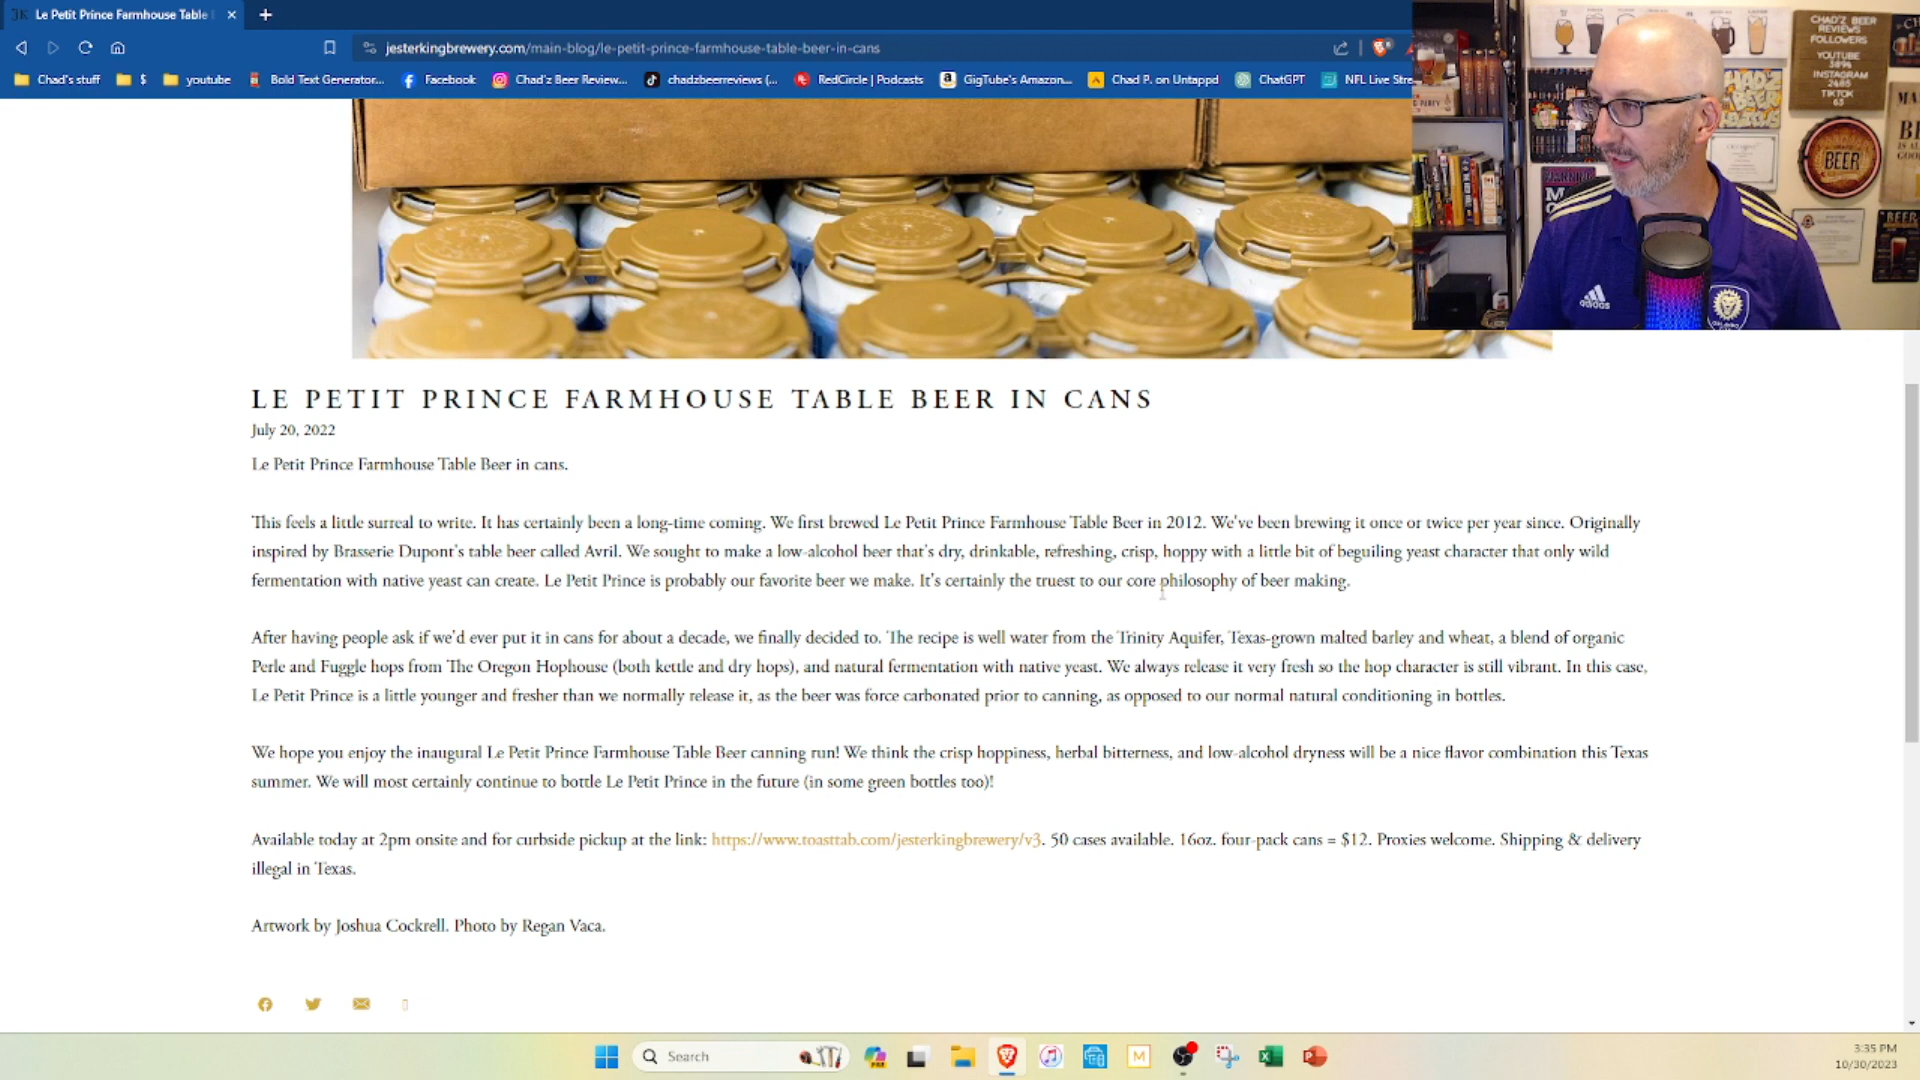 Le Petit Prince Farmhouse Table
jesterkingbrewery.com/main-blog/le-petit-prince-farmhouse-table-beer-in-cans
Chad's stuff $ youtube Bold Text Generator... Facebook Chad'z Beer Review... chadzbeerreviews (... RedCircle | Podcasts GigTube's Amazon... Chad P. on Untappd ChatGPT NFL Live Stre
CHAD'Z BEER
REVIEWS
FOLLOWERS
YOUTUBE
INSTAGRAM
2465
TIKTOK
63
BEER
adidas
LE PETIT PRINCE FARMHOUSE TABLE BEER IN CANS
July 20, 2022
Le Petit Prince Farmhouse Table Beer in cans.
This feels a little surreal to write. It has certainly been a long-time coming. We first brewed Le Petit Prince Farmhouse Table Beer in 2012. We've been brewing it once or twice per year since. Originally
inspired by Brasserie Dupont's table beer called Avril. We sought to make a low-alcohol beer that's dry, drinkable, refreshing, crisp, hoppy with a little bit of beguiling yeast character that only wild
fermentation with native yeast can create. Le Petit Prince is probably our favorite beer we make. It's certainly the truest to our core philosophy of beer making.
After having people ask if we'd ever put it in cans for about a decade, we finally decided to. The recipe is well water from the Trinity Aquifer, Texas-grown malted barley and wheat, a blend of organic
Perle and Fuggle hops from The Oregon Hophouse (both kettle and dry hops), and natural fermentation with native yeast. We always release it very fresh so the hop character is still vibrant. In this case,
Le Petit Prince is a little younger and fresher than we normally release it, as the beer was force carbonated prior to canning, as opposed to our normal natural conditioning in bottles.
We hope you enjoy the inaugural Le Petit Prince Farmhouse Table Beer canning run! We think the crisp hoppiness, herbal bitterness, and low-alcohol dryness will be a nice flavor combination this Texas
summer. We will most certainly continue to bottle Le Petit Prince in the future (in some green bottles too)!
Available today at 2pm onsite and for curbside pickup at the link: https://www.toasttab.com/jesterkingbrewery/v3. 50 cases available. 16oz. four-pack cans = $12. Proxies welcome. Shipping & delivery
illegal in Texas.
Artwork by Joshua Cockrell. Photo by Regan Vaca.
Search
3:35 PM
10/30/2023